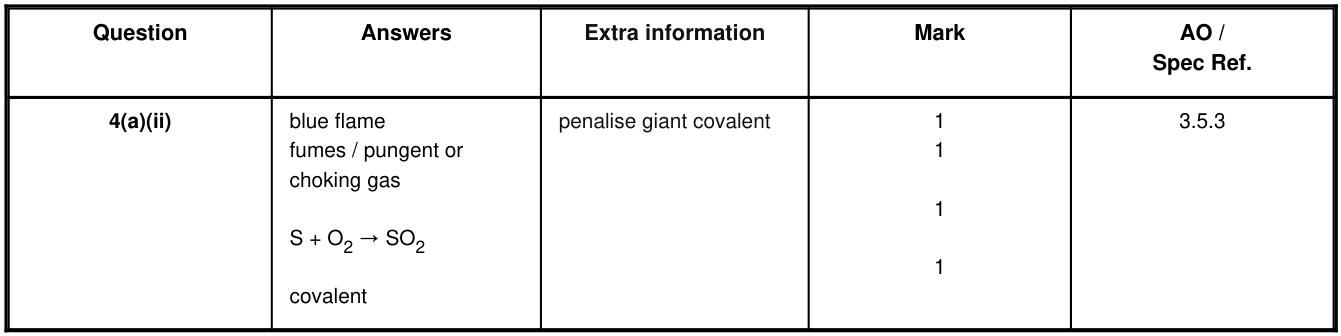 Question Answers Extra information Mark AO /
Spec Ref.
4(a)(ii) blue flame penalise giant covalent 1 3.5.3
fumes / pungent or 1
choking gas
1
S + O₂ → SO₂
1
covalent